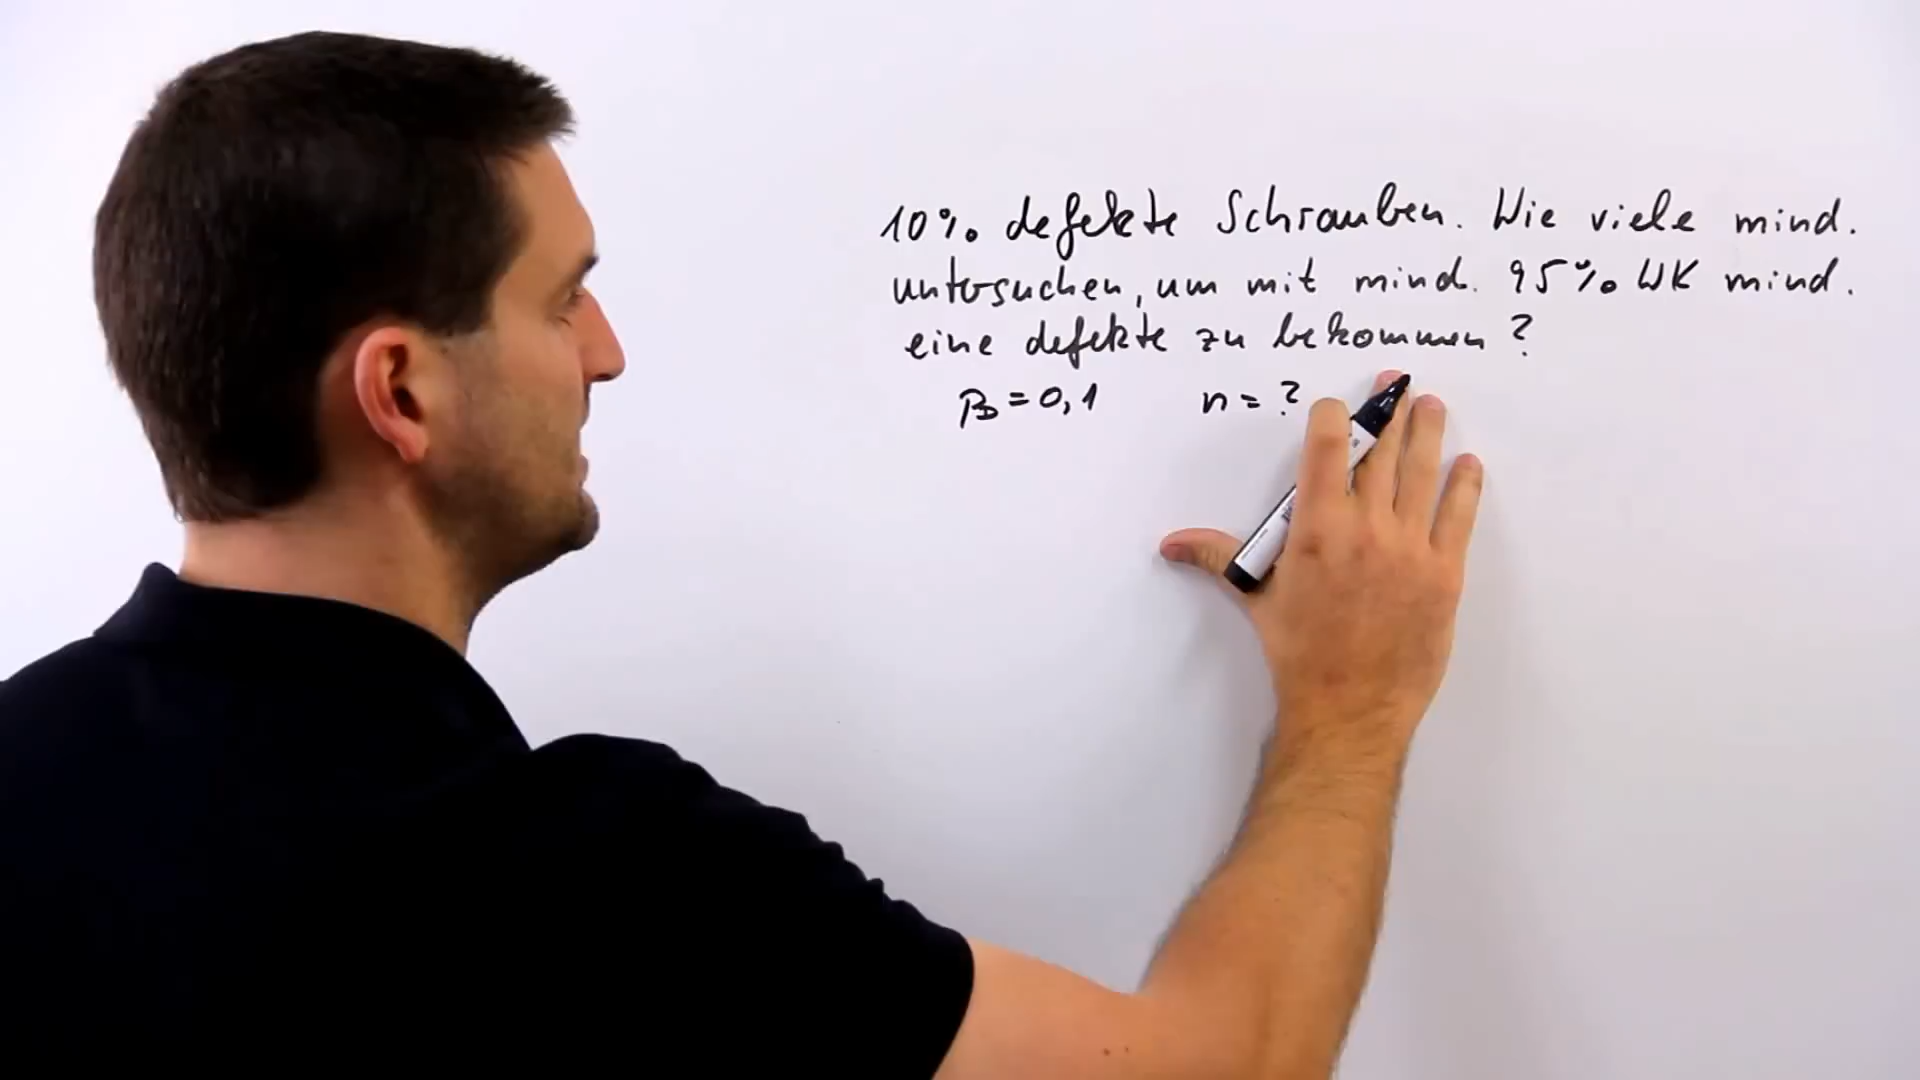 10% defekte Schrauben. Wie viele mind.
untersuchen, um mit mind. 95% WK mind.
eine defekte zu bekommen?
p = 0,1 n = ?